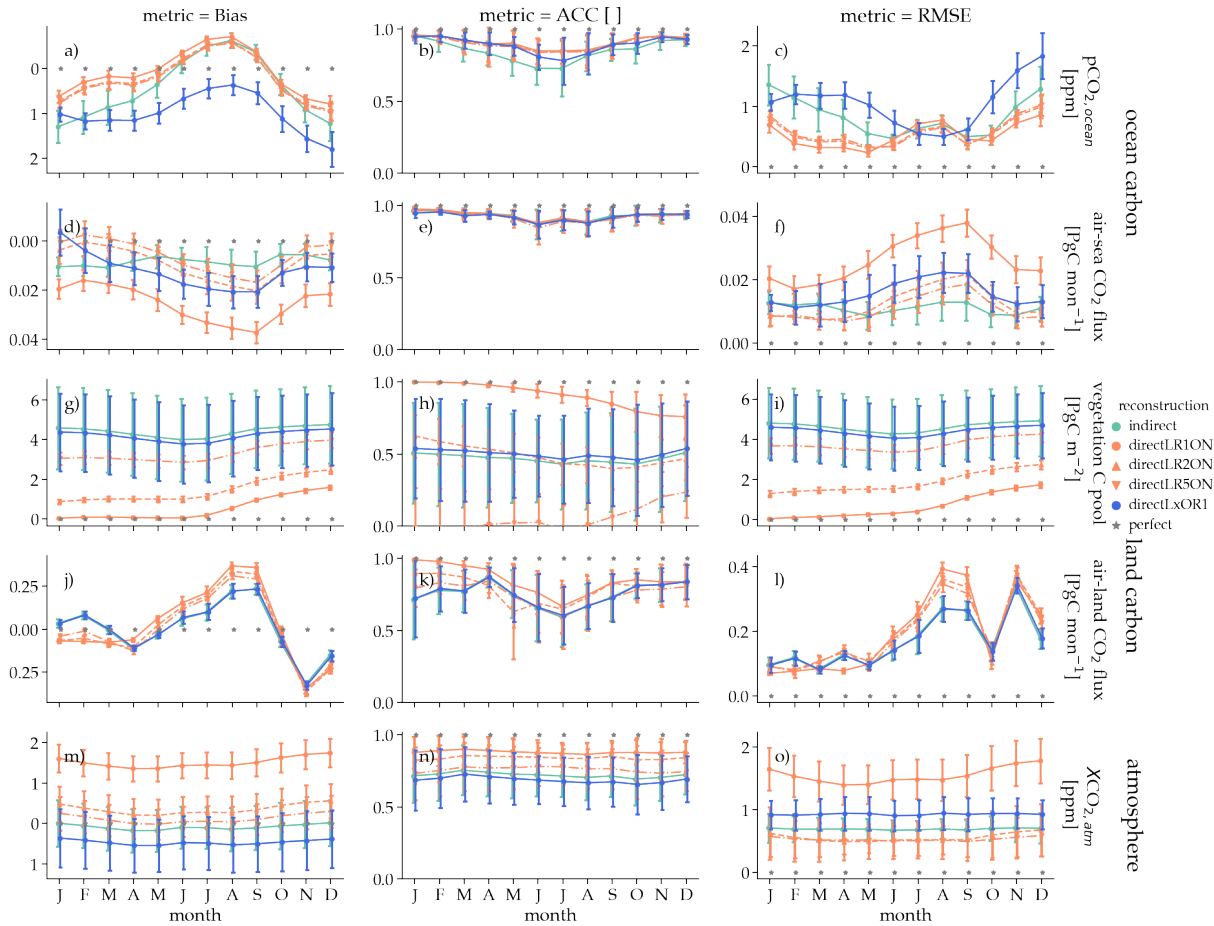 metric = Bias
metric = ACC [ ]
metric = RMSE
a)
0
1
2
b)
1.0
0.5
0.0
c)
2
1
0
pCO2, ocean
[ppm]
d)
0.00
0.02
0.04
e)
1.0
0.5
0.0
f)
0.04
0.02
0.00
air-sea CO2 flux
[PgC mon−1]
ocean carbon
g)
6
4
2
0
h)
1.0
0.5
0.0
i)
6
4
2
0
vegetation C pool
[PgC m−2]
reconstruction
indirect
directLR1ON
directLR2ON
directLR5ON
directLxOR1
perfect
j)
0.25
0.00
0.25
k)
1.0
0.5
0.0
l)
0.4
0.2
0.0
air-land CO2 flux
[PgC mon−1]
land carbon
m)
2
1
0
1
n)
1.0
0.5
0.0
o)
2
1
0
XCO2, atm
[ppm]
atmosphere
J F M A M J J A S O N D
J F M A M J J A S O N D
J F M A M J J A S O N D
month
month
month